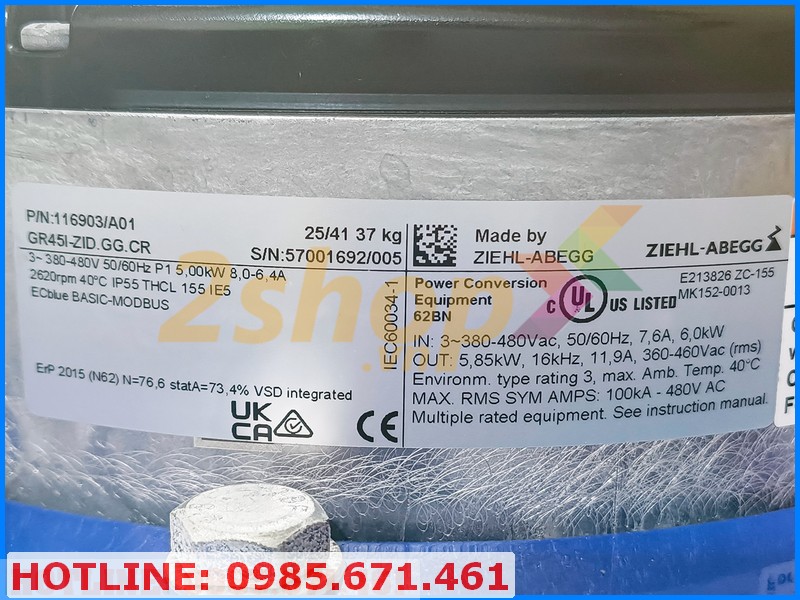 P/N:116903/A01
25/41 37 kg
GR45I-ZID.GG.CR
S/N:57001692/005
3~ 380-480V 50/60Hz P1 5,00kW 8,0-6,4A
2620rpm 40°C IP55 THCL 155 IE5
ECblue BASIC-MODBUS
ErP 2015 (N62) N=76,6 statA=73,4% VSD integrated
UK
CA
CE
IEC60034-1
Made by
ZIEHL-ABEGG
ZIEHL-ABEGG
Power Conversion
Equipment
62BN
C UL US LISTED
E213826 ZC-155
MK152-0013
IN: 3~380-480Vac, 50/60Hz, 7,6A, 6,0kW
OUT: 5,85kW, 16kHz, 11,9A, 360-460Vac (rms)
Environm. type rating 3, max. Amb. Temp. 40°C
MAX. RMS SYM AMPS: 100kA - 480V AC
Multiple rated equipment. See instruction manual.
2shop
.vn
HOTLINE: 0985.671.461